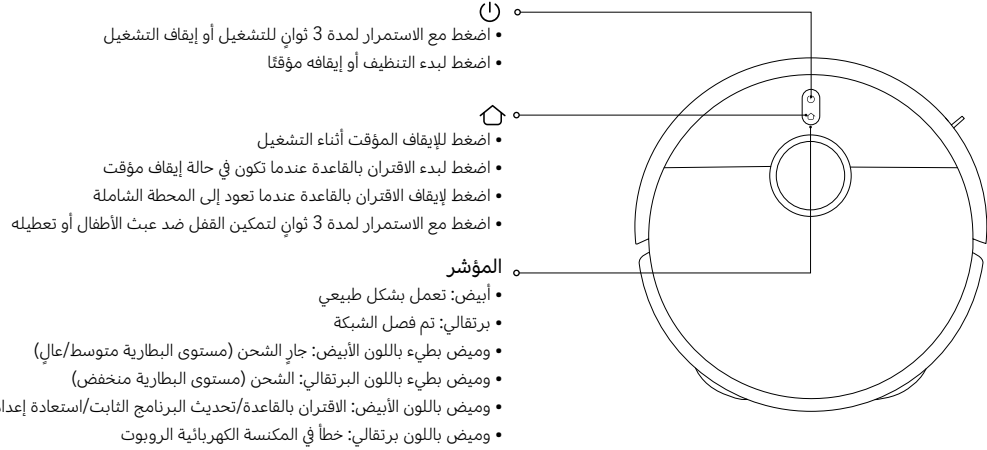 • اضغط مع الاستمرار لمدة 3 ثوانٍ للتشغيل أو إيقاف التشغيل
• اضغط لبدء التنظيف أو إيقافه مؤقتًا
• اضغط للإيقاف المؤقت أثناء التشغيل
• اضغط لبدء الاقتران بالقاعدة عندما تكون في حالة إيقاف مؤقت
• اضغط لإيقاف الاقتران بالقاعدة عندما تعود إلى المحطة الشاملة
• اضغط مع الاستمرار لمدة 3 ثوانٍ لتمكين القفل ضد عبث الأطفال أو تعطيله
المؤشر
• أبيض: تعمل بشكل طبيعي
• برتقالي: تم فصل الشبكة
• وميض بطيء باللون الأبيض: جارٍ الشحن (مستوى البطارية متوسط/عالٍ)
• وميض بطيء باللون البرتقالي: الشحن (مستوى البطارية منخفض)
• وميض باللون الأبيض: الاقتران بالقاعدة/تحديث البرنامج الثابت/استعادة
• وميض باللون برتقالي: خطأ في المكنسة الكهربائية الروبوت